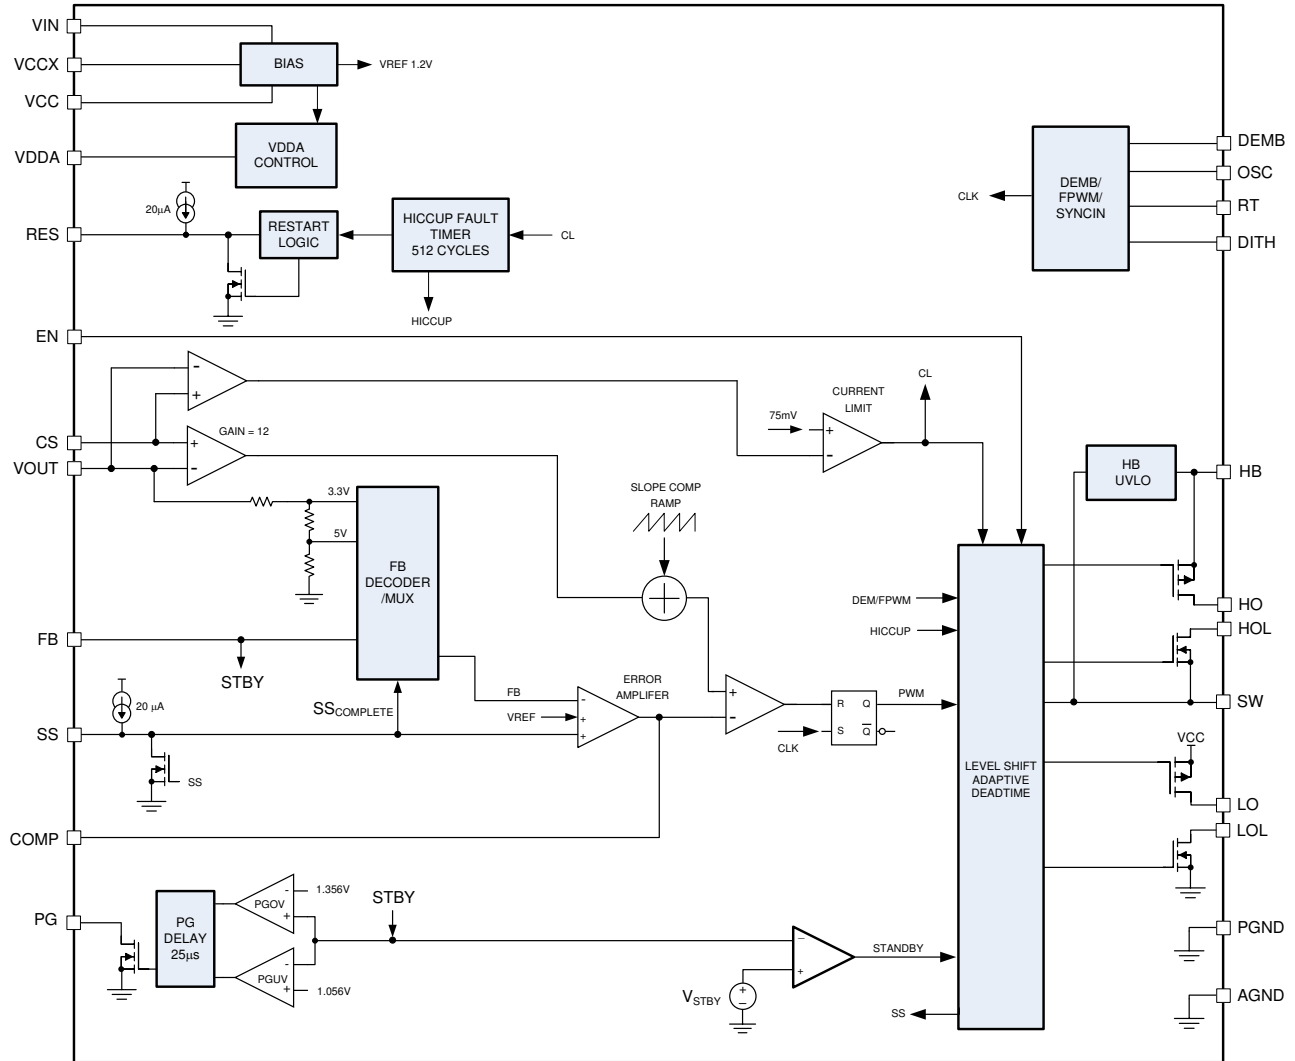 VIN
VCCX
VCC
VDDA
BIAS
VREF 1.2V
VDDA
CONTROL
20µA
RES
RESTART
LOGIC
HICCUP FAULT
TIMER
512 CYCLES
CL
HICCUP
DEMB/
FPWM/
SYNCIN
CLK
DEMB
OSC
RT
DITH
EN
-
+
CS
VOUT
+
-
GAIN = 12
75mV
+
-
CURRENT
LIMIT
CL
3.3V
5V
FB
DECODER
/MUX
SLOPE COMP
RAMP
HB
UVLO
HB
HO
HOL
SW
DEM/FPWM
HICCUP
FB
STBY
20 µA
SS
SS
SSCOMPLETE
FB
VREF
-
+
+
ERROR
AMPLIFER
+
-
CLK
R Q
S Q̅
PWM
LEVEL SHIFT
ADAPTIVE
DEADTIME
VCC
LO
LOL
COMP
PG
PG
DELAY
25µs
PGOV
-
+
1.356V
PGUV
-
+
1.056V
STBY
VSTBY
+
−
−
+
STANDBY
SS
PGND
AGND